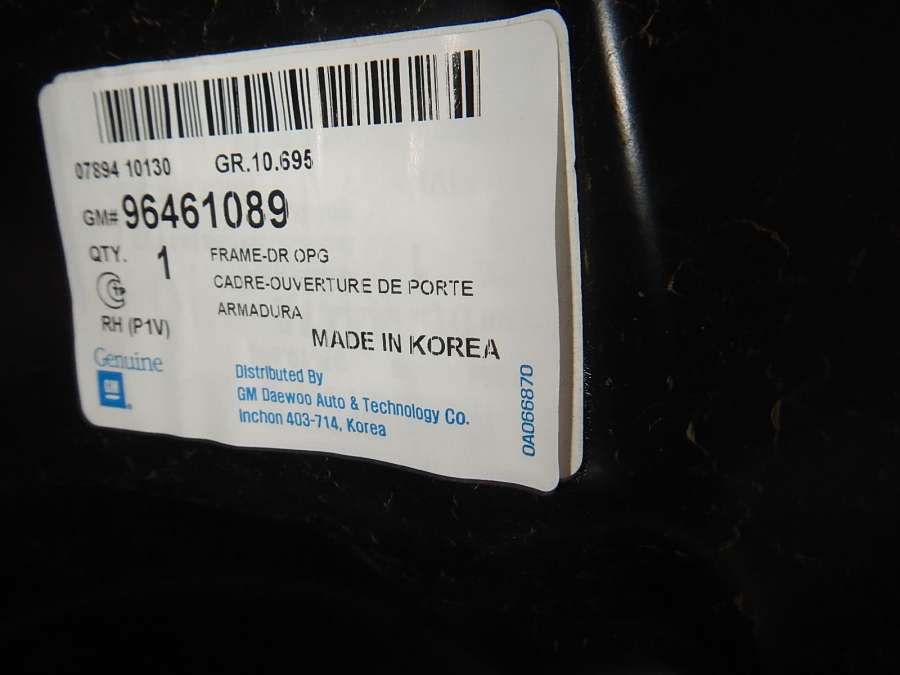 07894 10130 GR.10.695
GM# 96461089
QTY. 1 FRAME-DR OPG
CADRE-OUVERTURE DE PORTE
ARMADURA
RH (P1V)
MADE IN KOREA
Genuine
GM
Distributed By
GM Daewoo Auto & Technology Co.
Inchon 403-714, Korea
0A066870